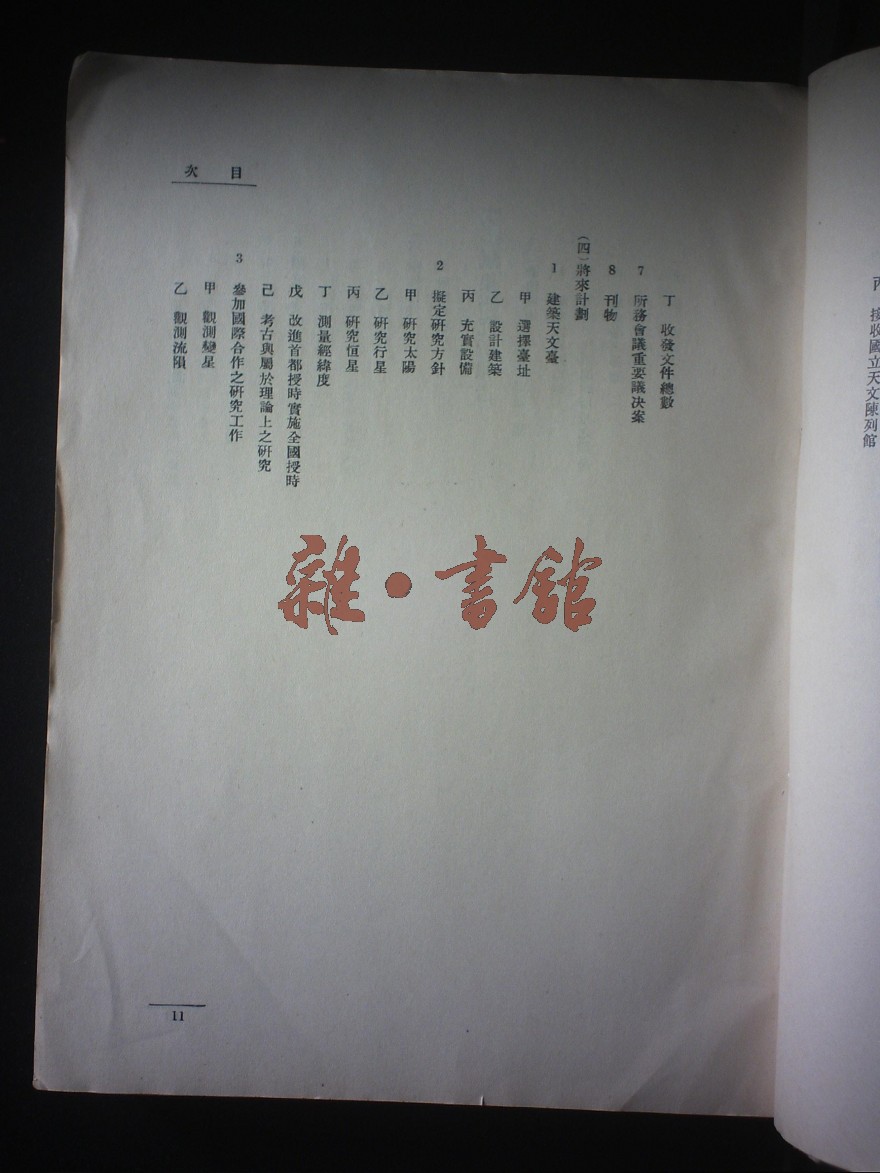 目次
丁 收發文件總數
7 所務會議重要議決案
8 刊物
(四)將來計劃
1 建築天文臺
甲 選擇臺址
乙 設計建築
丙 充實設備
2 擬定研究方針
甲 研究太陽
乙 研究行星
丙 研究恒星
丁 測量經緯度
戊 改進首都授時實施全國授時
己 考古與屬於理論上之研究
3 參加國際合作之研究工作
甲 觀測變星
乙 觀測流隕
11
丙 接收國立天文陳列館
雜·書館